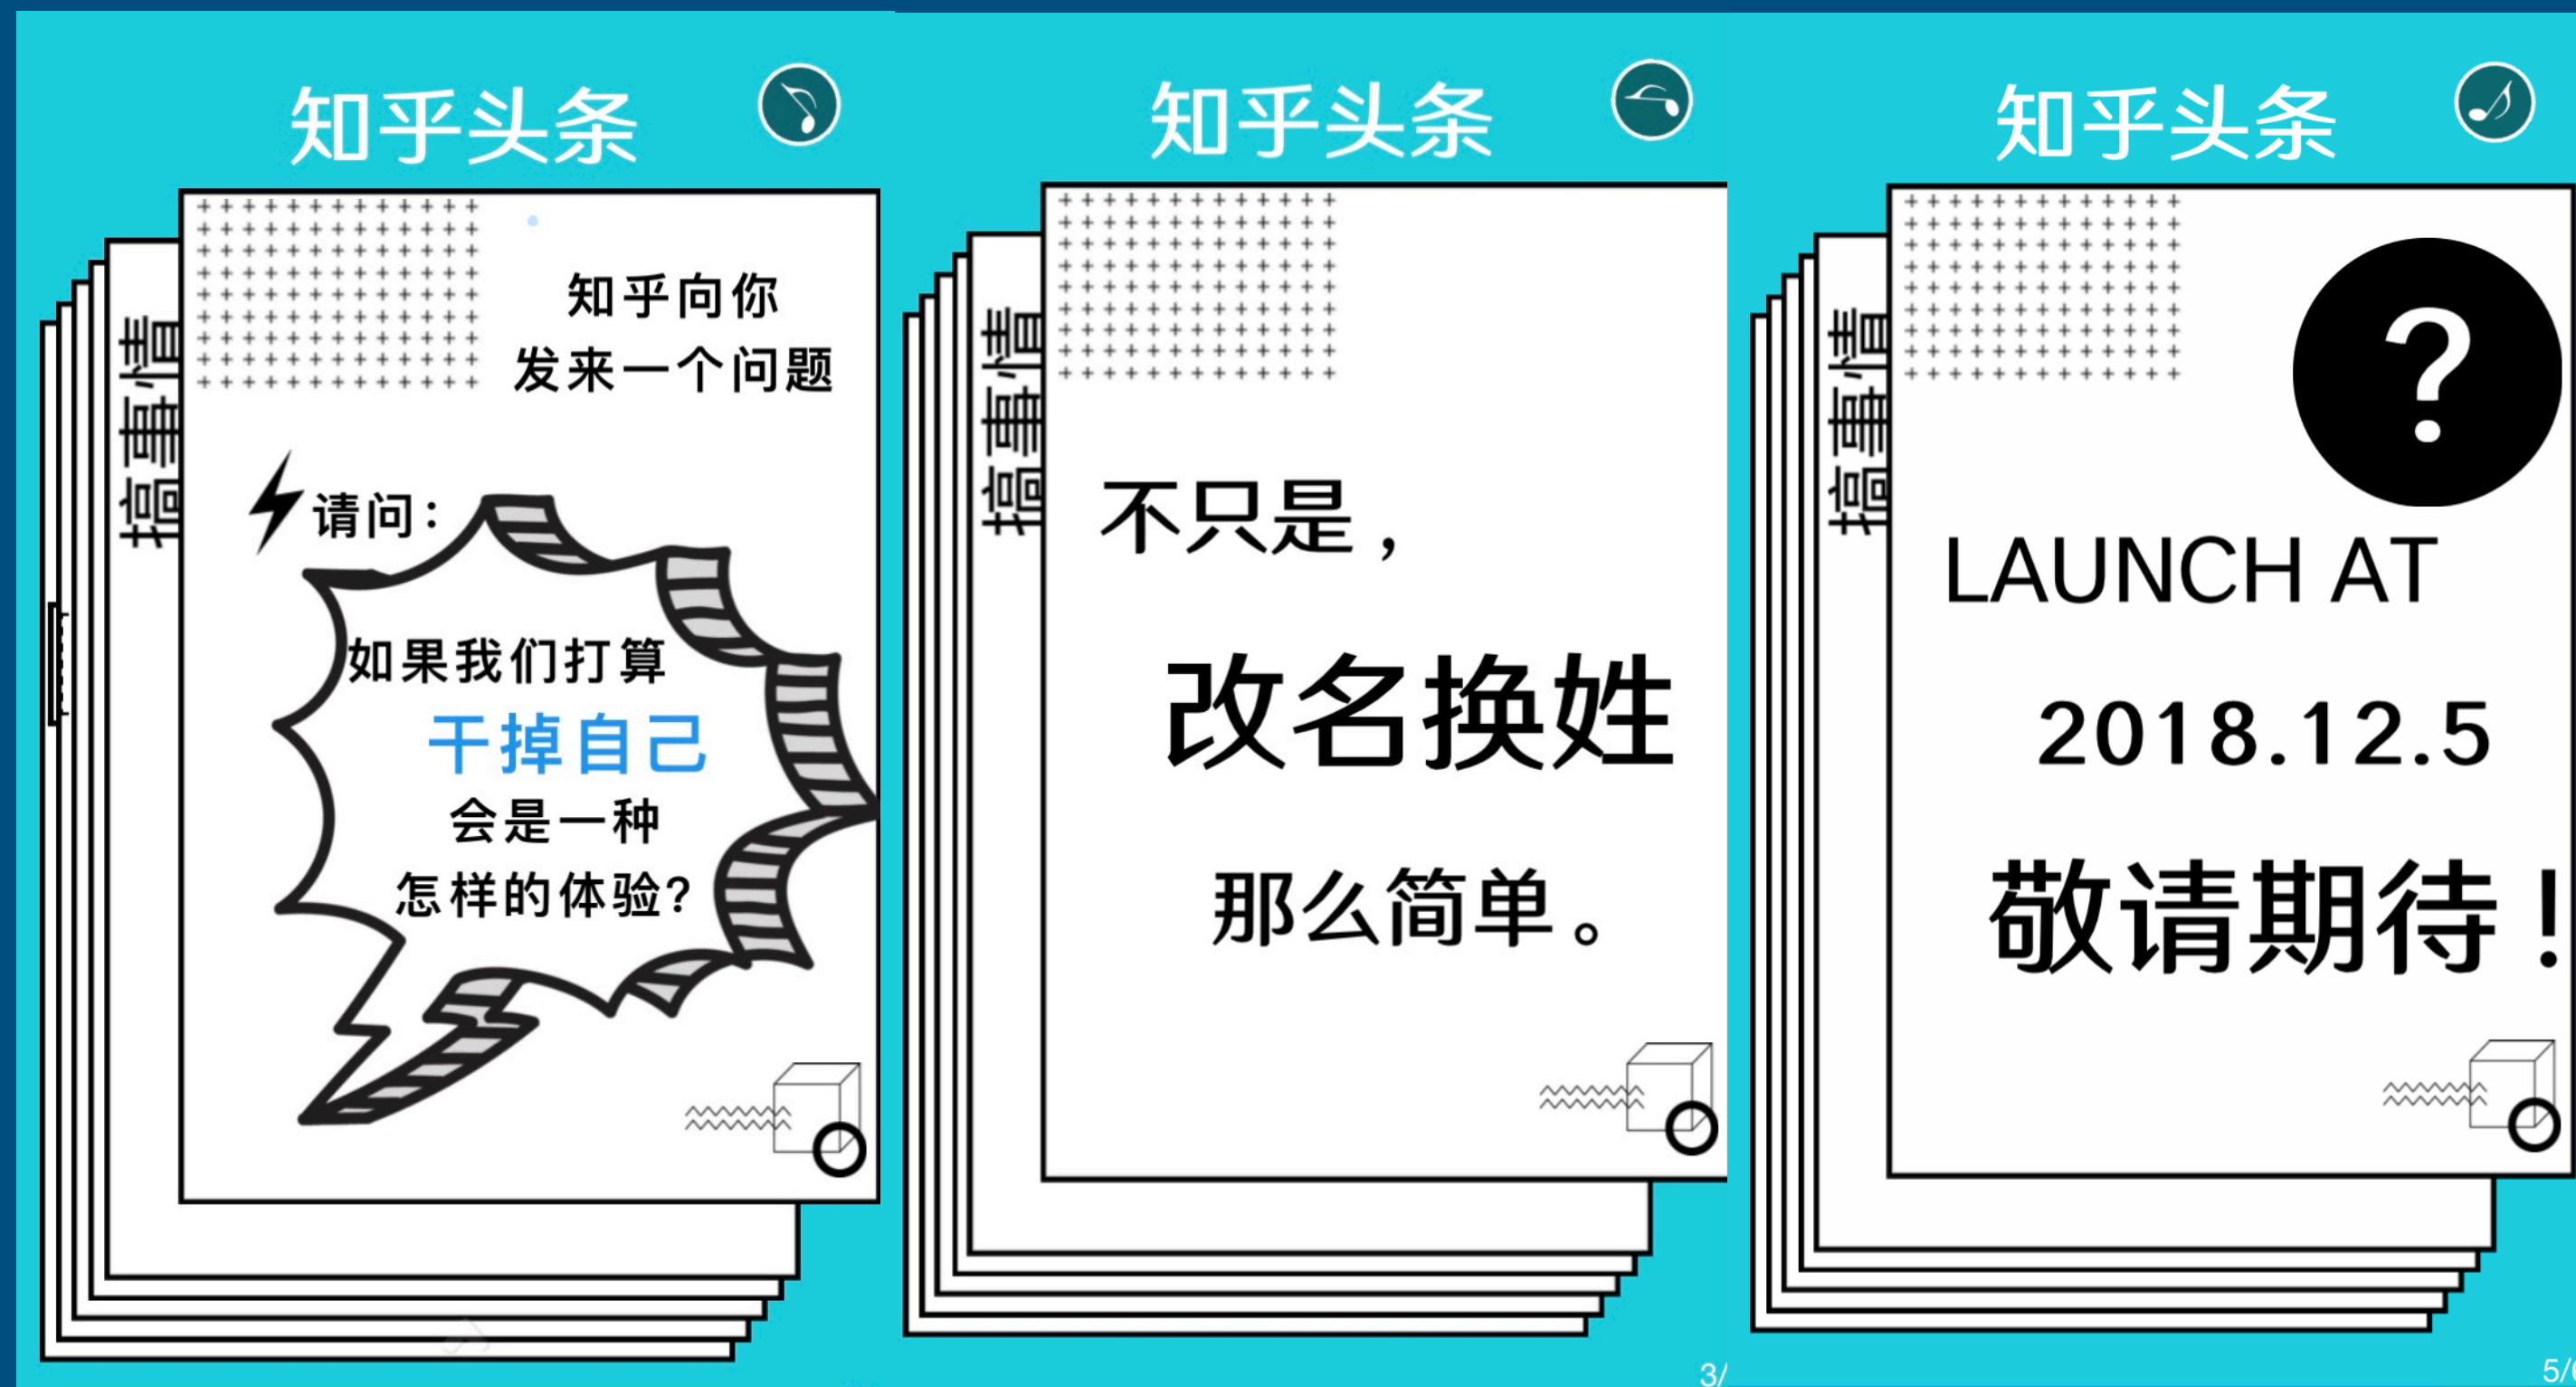 知乎头条
搞事情
知乎向你
发来一个问题
请问：
如果我们打算
干掉自己
会是一种
怎样的体验？
知乎头条
搞事情
不只是，
改名换姓
那么简单。
3/
知乎头条
搞事情
?
LAUNCH AT
2018.12.5
敬请期待！
5/6